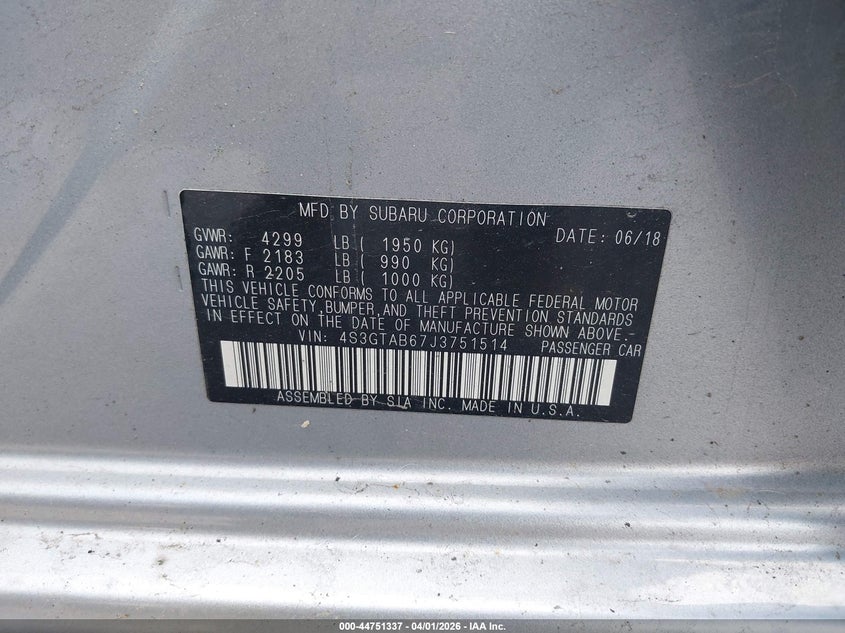 MFD BY SUBARU CORPORATION
GVWR: 4299 LB ( 1950 KG) DATE: 06/18
GAWR: F 2183 LB ( 990 KG)
GAWR: R 2205 LB ( 1000 KG)
THIS VEHICLE CONFORMS TO ALL APPLICABLE FEDERAL MOTOR
VEHICLE SAFETY,BUMPER,AND THEFT PREVENTION STANDARDS
IN EFFECT ON THE DATE OF MANUFACTURE SHOWN ABOVE.
VIN: 4S3GTAB67J3751514 PASSENGER CAR
ASSEMBLED BY SIA INC. MADE IN U.S.A.
000-44751337 - 04/01/2026 - IAA Inc.